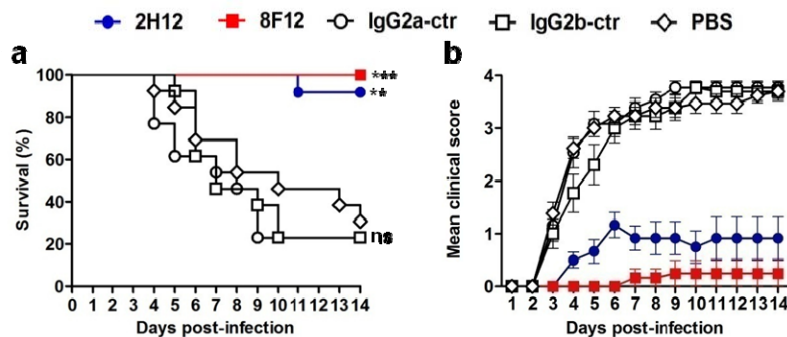 2H12 8F12 IgG2a-ctr IgG2b-ctr PBS
a
b
Survival (%)
100
80
60
40
20
0
0 1 2 3 4 5 6 7 8 9 10 11 12 13 14
Days post-infection
ns
Mean clinical score
4
3
2
1
0
1 2 3 4 5 6 7 8 9 10 11 12 13 14
Days post-infection